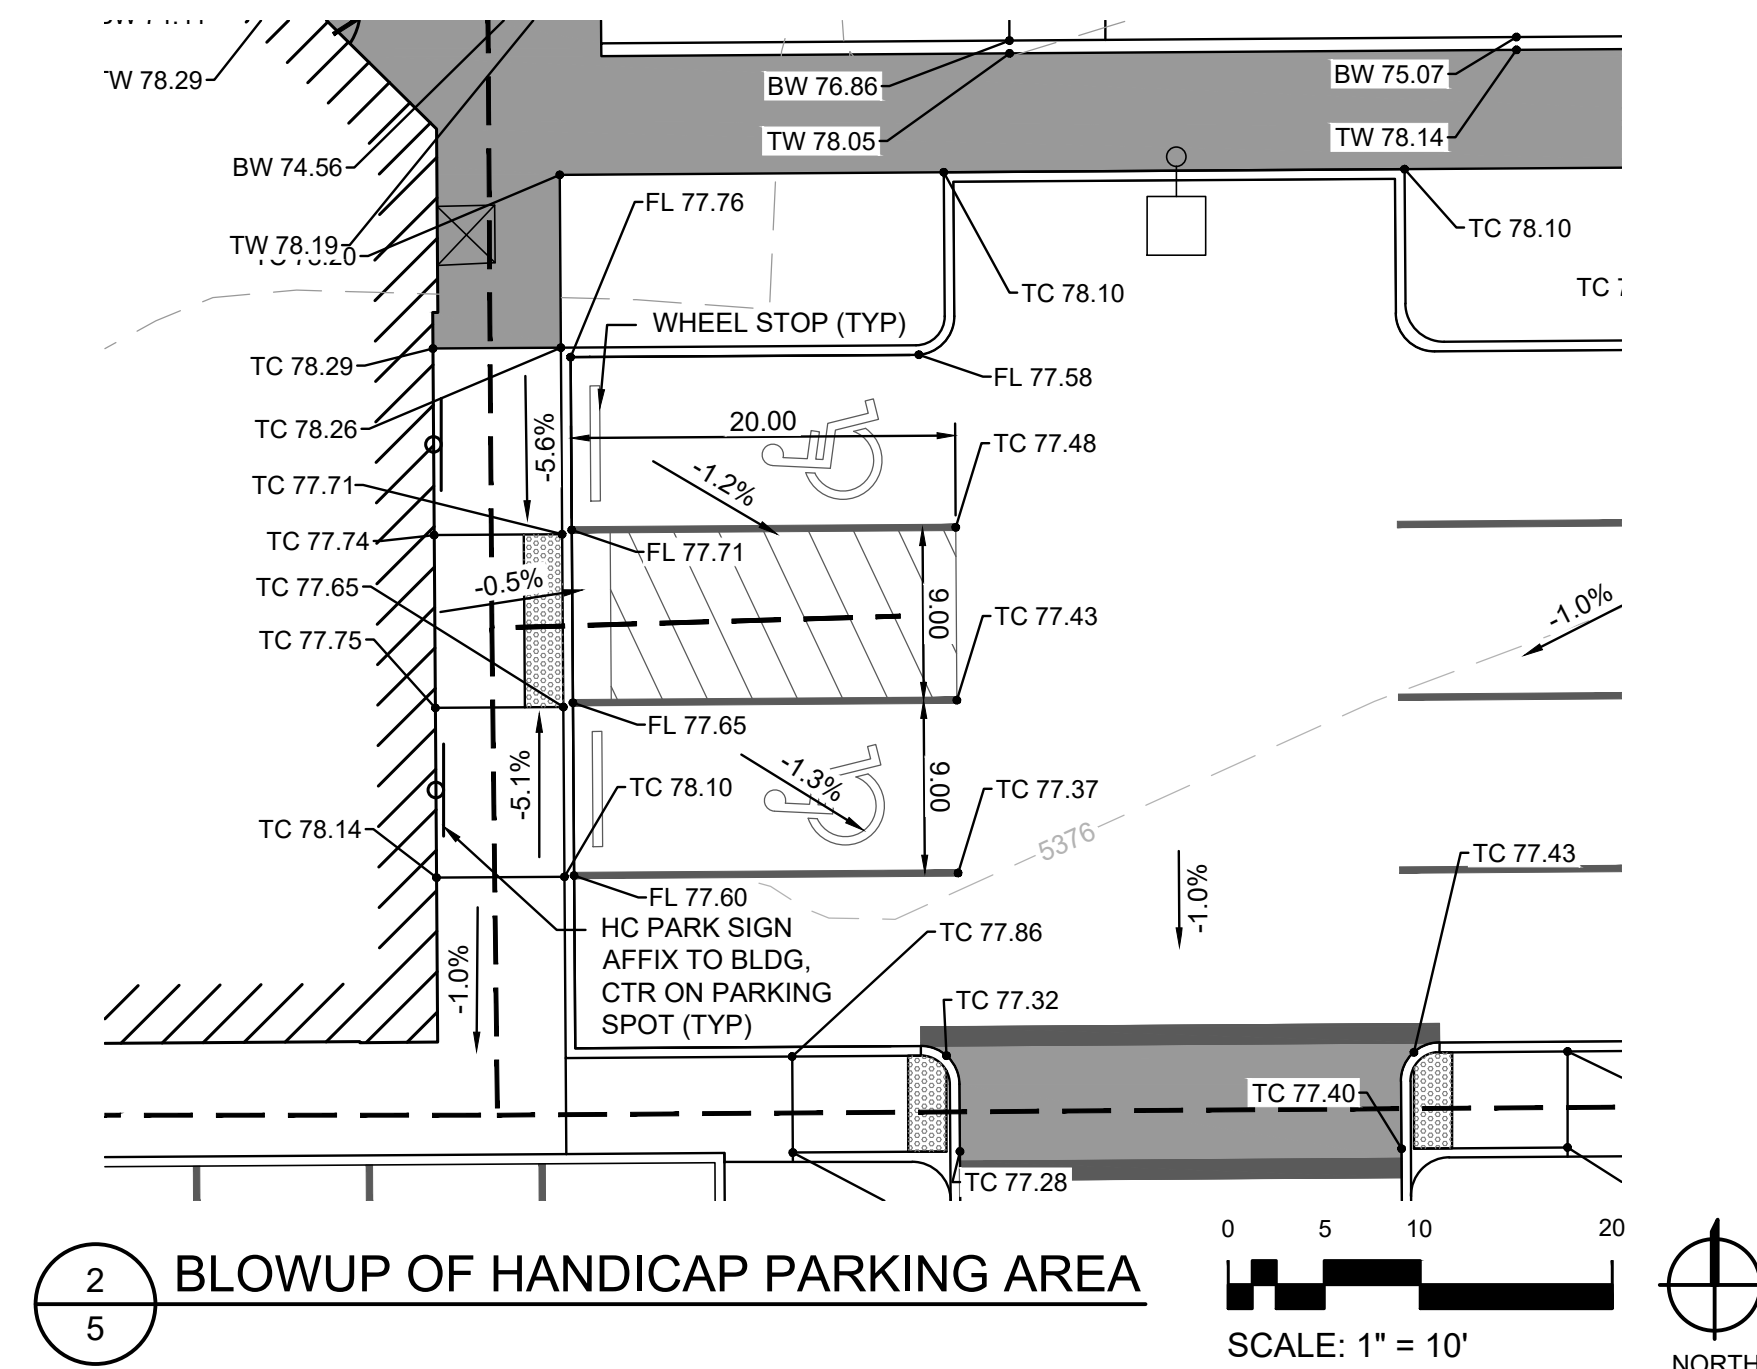 TW 78.29
BW 76.86
BW 75.07
TW 78.05
TW 78.14
BW 74.56
FL 77.76
TW 78.19
TC 78.10
TC 78.10
TC 7
WHEEL STOP (TYP)
TC 78.29
FL 77.58
TC 78.26
-5.6%
20.00
TC 77.48
-1.2%
TC 77.71
TC 77.74
FL 77.71
-0.5%
TC 77.65
9.00
TC 77.43
-1.0%
TC 77.75
FL 77.65
-5.1%
TC 78.10
-1.3%
9.00
TC 77.37
TC 78.14
5376
TC 77.43
FL 77.60
-1.0%
HC PARK SIGN
AFFIX TO BLDG,
CTR ON PARKING
SPOT (TYP)
TC 77.86
-1.0%
TC 77.32
TC 77.40
TC 77.28
0 5 10 20
2
5
BLOWUP OF HANDICAP PARKING AREA
SCALE: 1" = 10'
NORTH